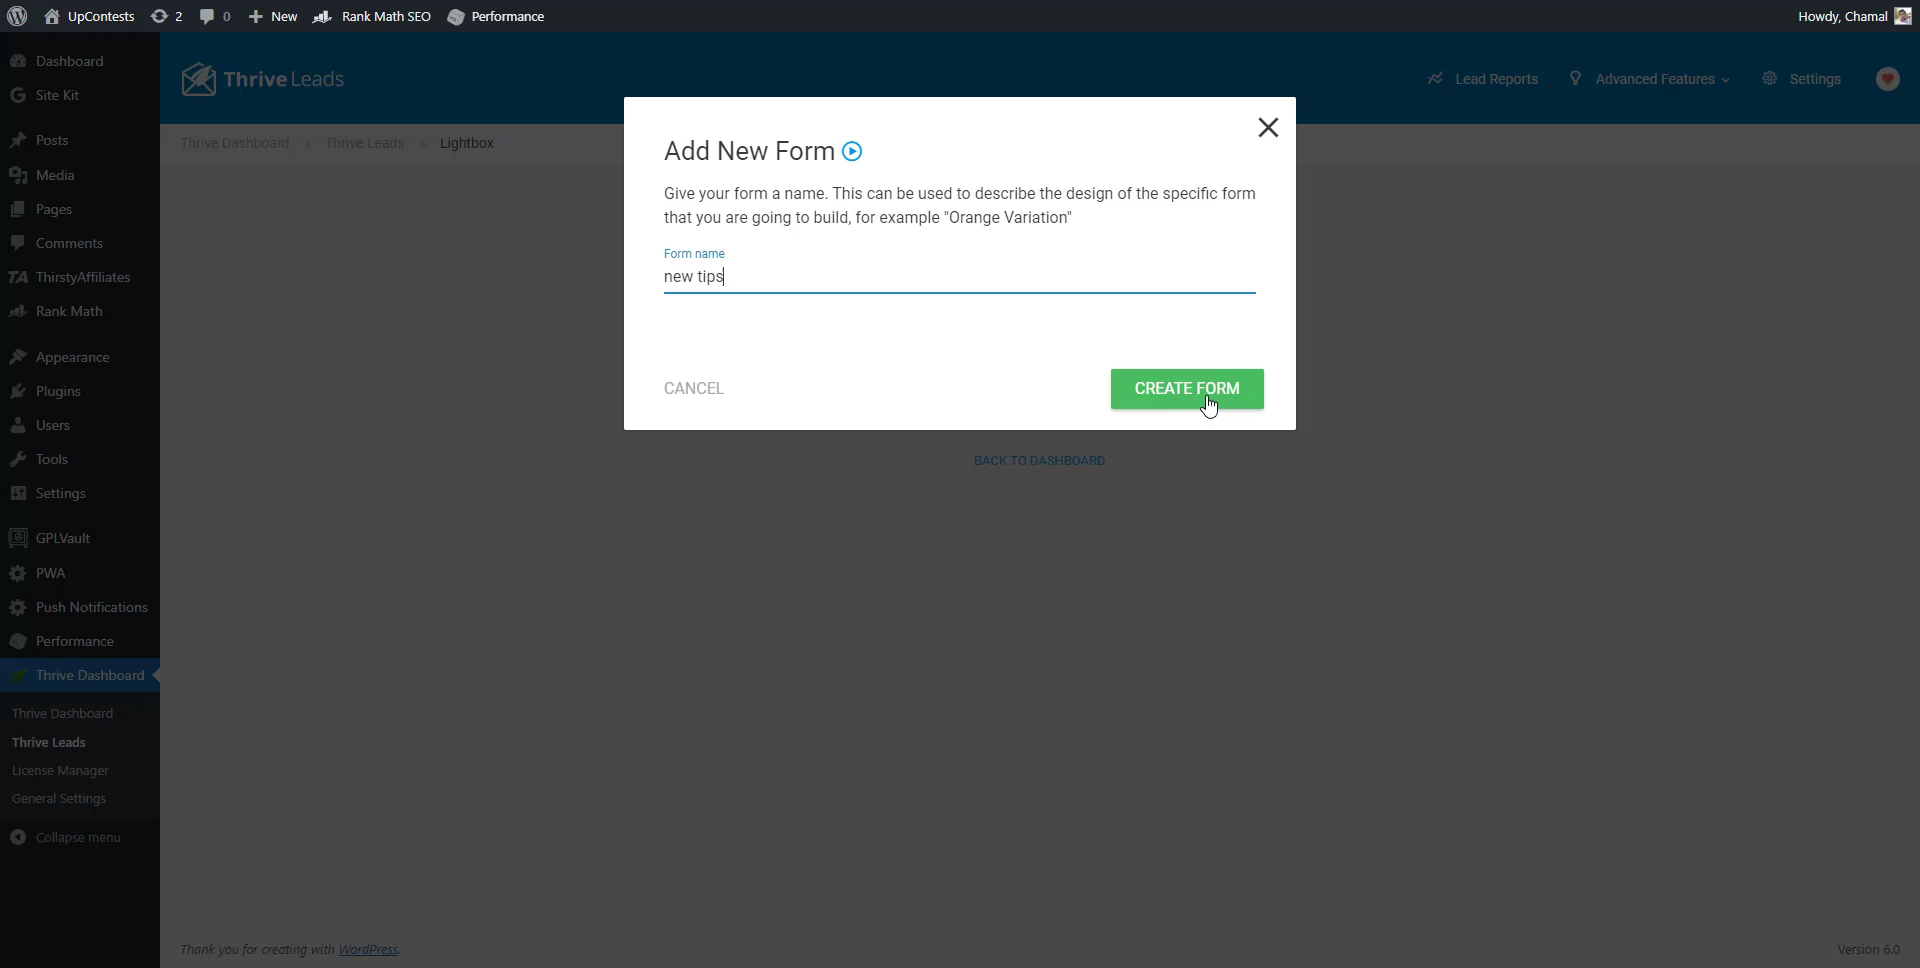 UpContests 2 0 New Rank Math SEO Performance Howdy, Chamal
Dashboard
Site Kit
Posts
Media
Pages
Comments
ThirstyAffiliates
Rank Math
Appearance
Plugins
Users
Tools
Settings
GPLVault
PWA
Push Notifications
Performance
Thrive Dashboard
Thrive Dashboard
Thrive Leads
License Manager
General Settings
Collapse menu
Thrive Leads
Lead Reports Advanced Features Settings
Thrive Dashboard > Thrive Leads > Lightbox
Add New Form
Give your form a name. This can be used to describe the design of the specific form
that you are going to build, for example "Orange Variation"
Form name
new tips
CANCEL CREATE FORM
BACK TO DASHBOARD
Thank you for creating with WordPress. Version 6.0